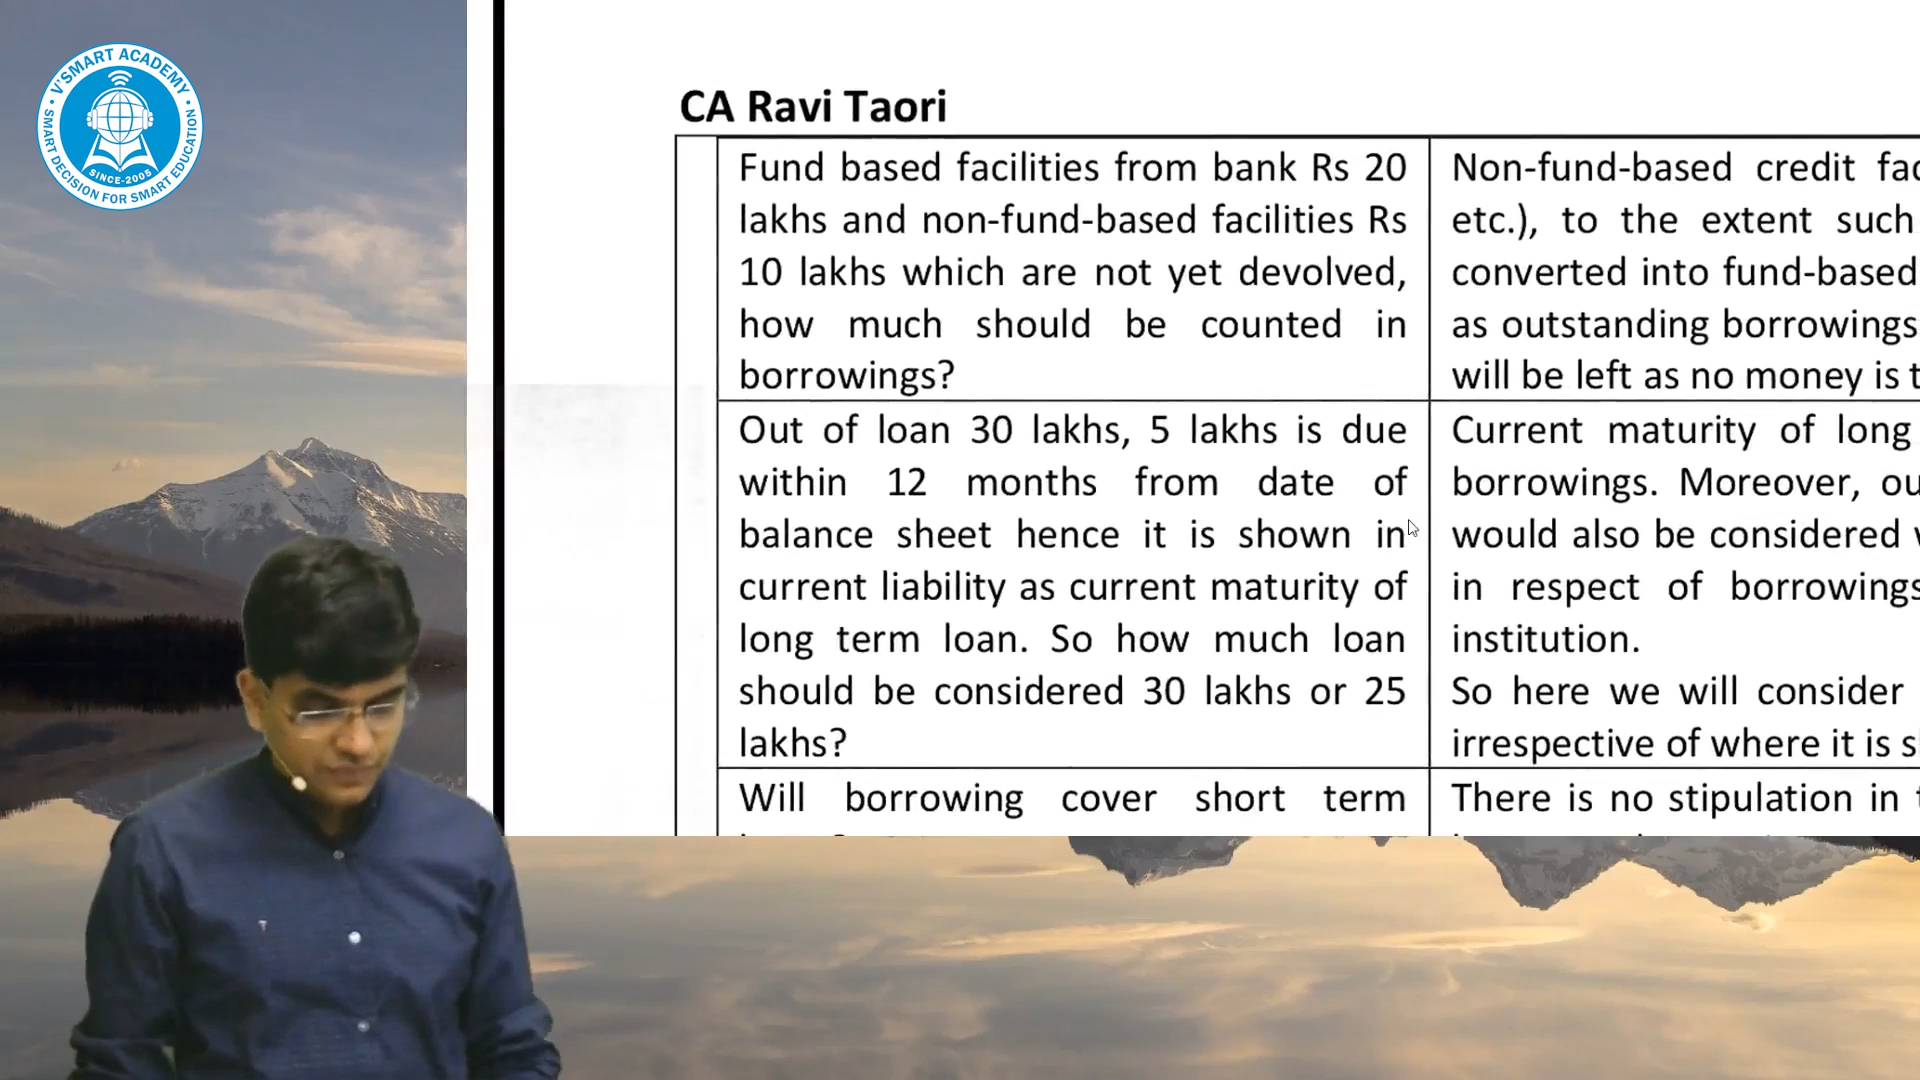 V'SMART ACADEMY
SINCE-2005
SMART DECISION FOR SMART EDUCATION
CA Ravi Taori
Fund based facilities from bank Rs 20
lakhs and non-fund-based facilities Rs
10 lakhs which are not yet devolved,
how much should be counted in
borrowings?
Non-fund-based credit
etc.), to the extent such
converted into fund-based
as outstanding borrowings
will be left as no money is
Out of loan 30 lakhs, 5 lakhs is due
within 12 months from date of
balance sheet hence it is shown in
current liability as current maturity of
long term loan. So how much loan
should be considered 30 lakhs or 25
lakhs?
Current maturity of long
borrowings. Moreover,
would also be considered
in respect of borrowings
institution.
So here we will consider
irrespective of where it is
Will borrowing cover short term
There is no stipulation in